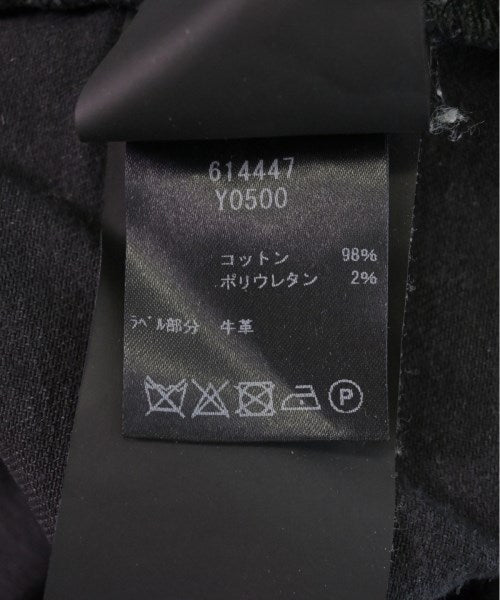 614447
Y0500
コットン 98%
ポリウレタン 2%
ラベル部分 牛革
P